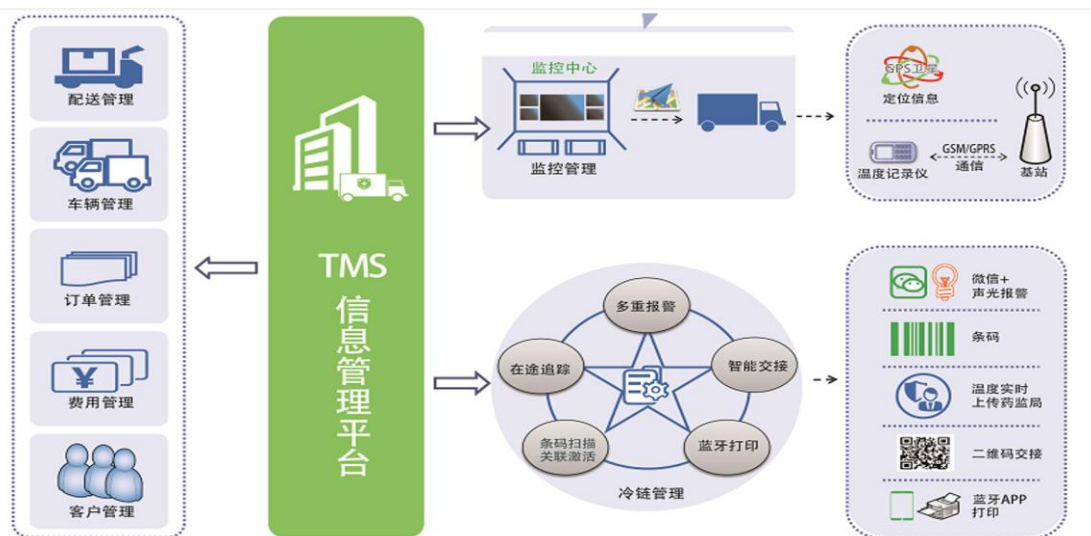 配送管理
车辆管理
订单管理
¥
费用管理
客户管理
TMS
信息管理平台
监控中心
监控管理
GPS卫星
定位信息
GSM/GPRS
通信
温度记录仪
基站
多重报警
在途追踪
智能交接
条码扫描
关联激活
蓝牙打印
冷链管理
微信+
声光报警
条码
温度实时
上传药监局
二维码交接
蓝牙APP
打印